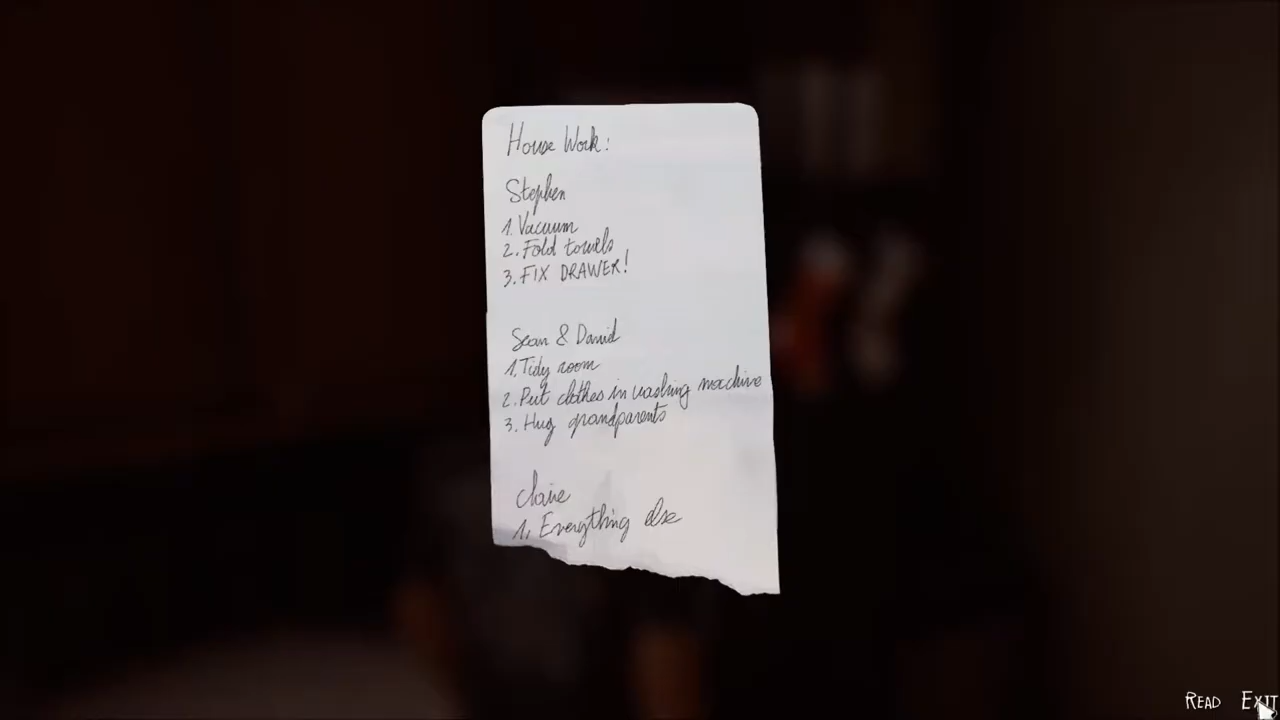 House Work:
Stephen
1. Vacuum
2. Fold towels
3. FIX DRAWER!
Sean & Daniel
1. Tidy room
2. Put clothes in washing machine
3. Hug grandparents
Claire
1. Everything else
READ EXIT